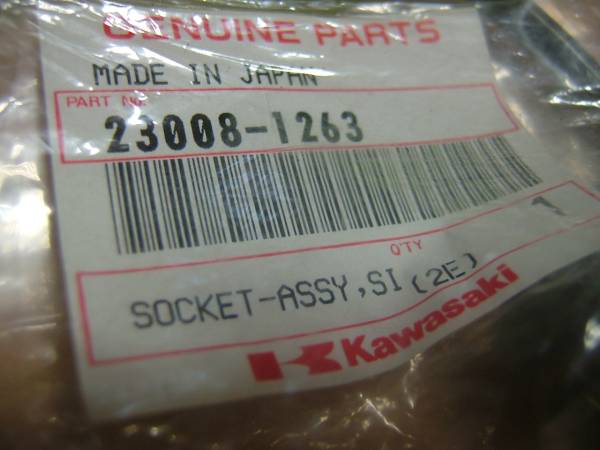 GENUINE PARTS
MADE IN JAPAN
PART NO.
23008-1263
1
Q'TY
SOCKET-ASSY,SI(2E)
Kawasaki